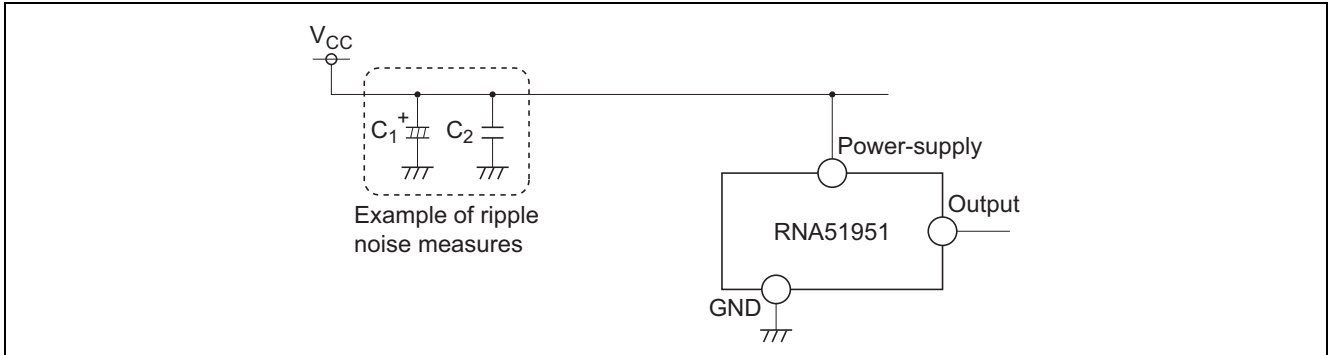 VCC
C1
+
C2
Example of ripple
noise measures
Power-supply
Output
RNA51951
GND